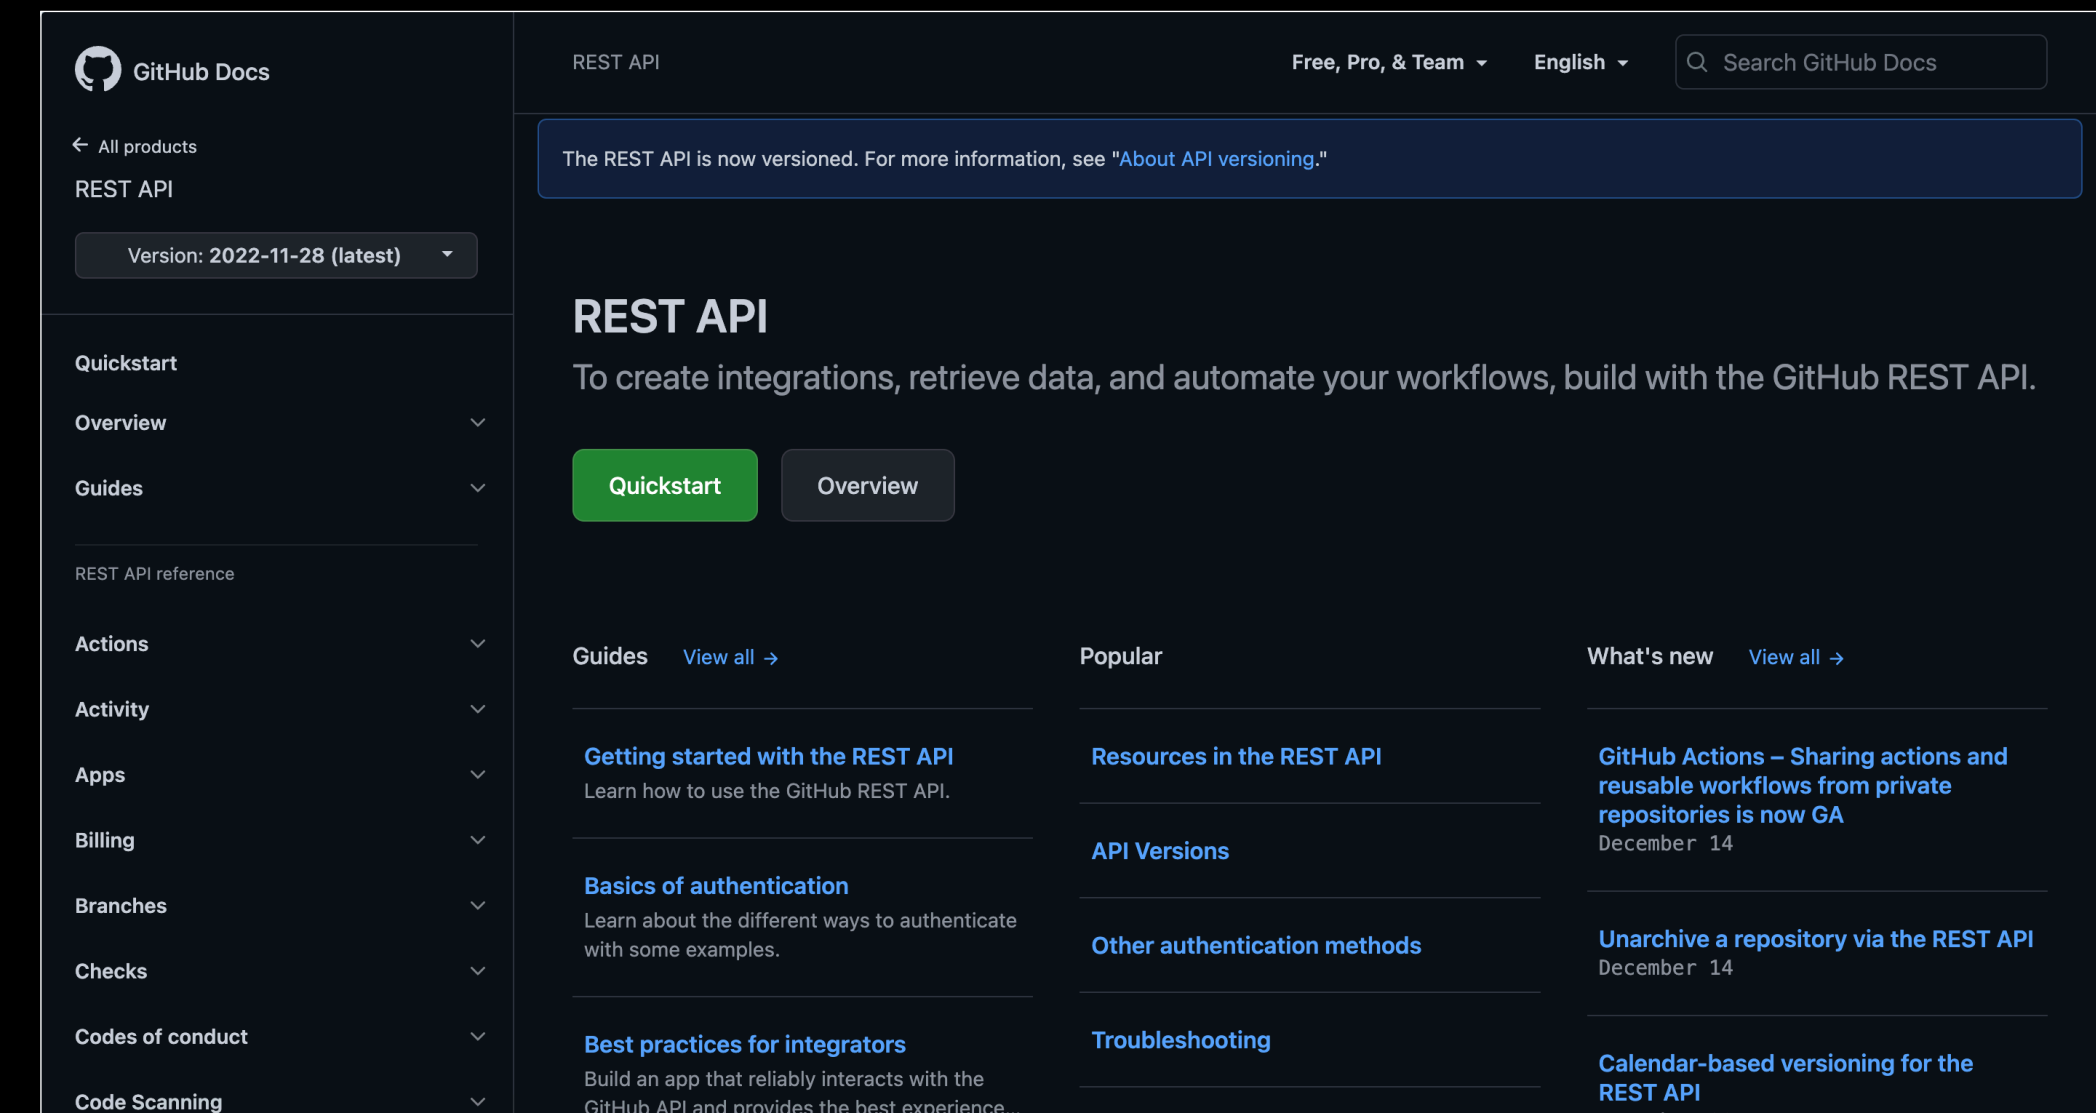 GitHub Docs
All products
REST API
Version: 2022-11-28 (latest)
Quickstart
Overview
Guides
REST API reference
Actions
Activity
Apps
Billing
Branches
Checks
Codes of conduct
Code Scanning
REST API
Free, Pro, & Team
English
Search GitHub Docs
The REST API is now versioned. For more information, see "About API versioning."
REST API
To create integrations, retrieve data, and automate your workflows, build with the GitHub REST API.
Quickstart
Overview
Guides
View all →
Getting started with the REST API
Learn how to use the GitHub REST API.
Basics of authentication
Learn about the different ways to authenticate
with some examples.
Best practices for integrators
Build an app that reliably interacts with the
GitHub API and provides the best experience...
Popular
Resources in the REST API
API Versions
Other authentication methods
Troubleshooting
What's new
View all →
GitHub Actions – Sharing actions and
reusable workflows from private
repositories is now GA
December 14
Unarchive a repository via the REST API
December 14
Calendar-based versioning for the
REST API